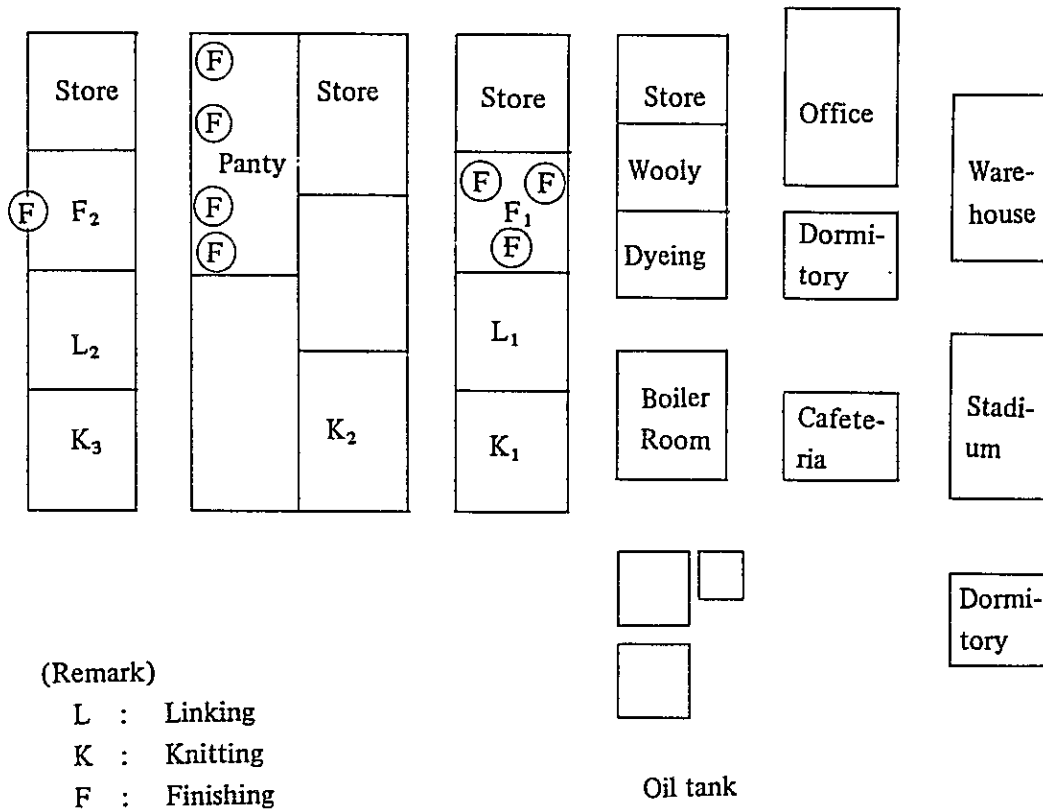 Store
F₂
F
L₂
K₃
F
F
Panty
F
F
Store
K₂
Store
F
F
F₁
F
L₁
K₁
Store
Wooly
Dyeing
Boiler
Room
Office
Dormi-
tory
Cafete-
ria
Ware-
house
Stadi-
um
Dormi-
tory
Oil tank
(Remark)
L : Linking
K : Knitting
F : Finishing